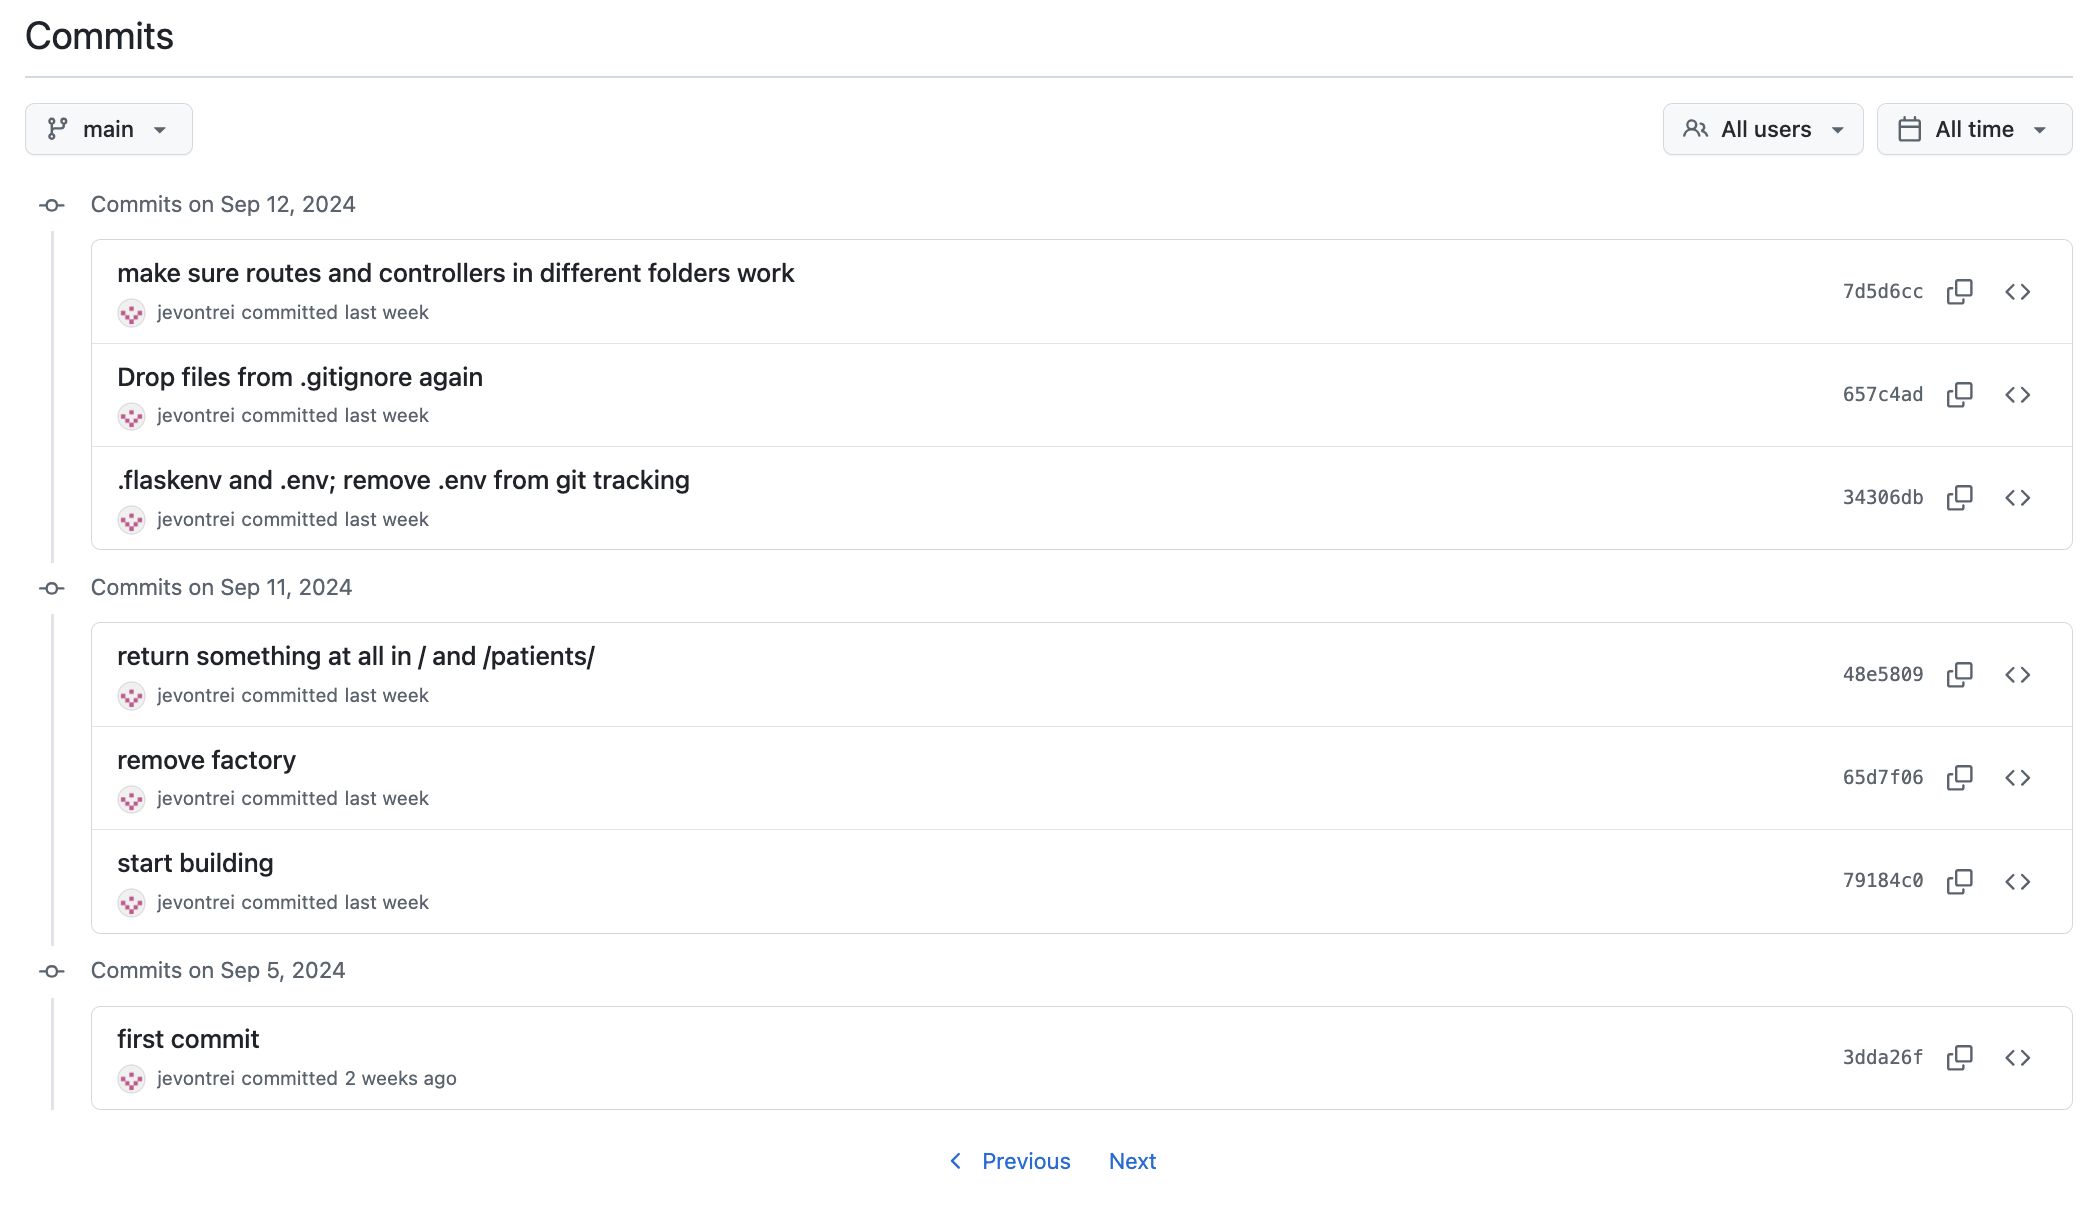 Commits
main
All users
All time
Commits on Sep 12, 2024
make sure routes and controllers in different folders work
7d5d6cc
jevontrei committed last week
Drop files from .gitignore again
657c4ad
jevontrei committed last week
.flaskenv and .env; remove .env from git tracking
34306db
jevontrei committed last week
Commits on Sep 11, 2024
return something at all in / and /patients/
48e5809
jevontrei committed last week
remove factory
65d7f06
jevontrei committed last week
start building
79184c0
jevontrei committed last week
Commits on Sep 5, 2024
first commit
3dda26f
jevontrei committed 2 weeks ago
Previous
Next